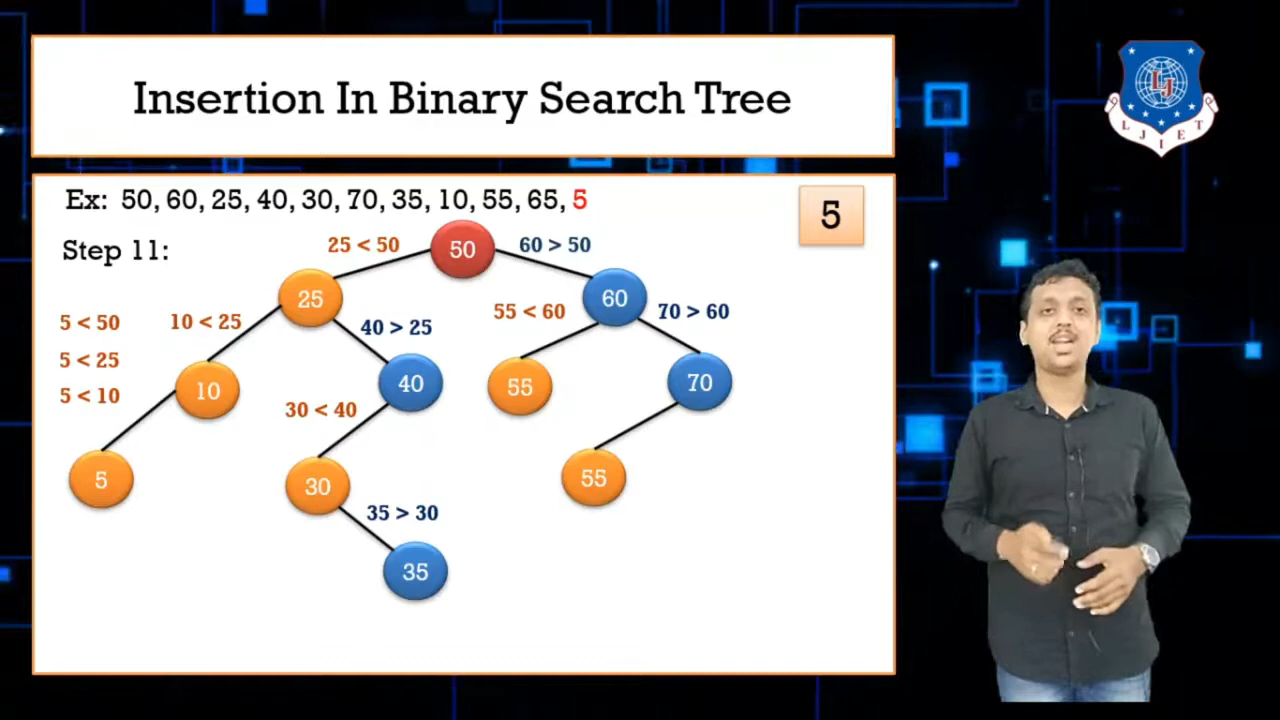 Insertion In Binary Search Tree
LJ
L J I E T
Ex: 50, 60, 25, 40, 30, 70, 35, 10, 55, 65, 5
5
Step 11:
25 < 50
50
60 > 50
25
60
5 < 50
10 < 25
40 > 25
55 < 60
70 > 60
5 < 25
10
40
55
70
5 < 10
30 < 40
5
30
55
35 > 30
35